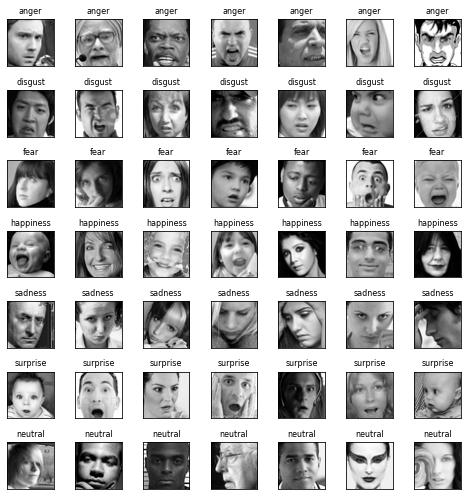 anger anger anger anger anger anger anger
disgust disgust disgust disgust disgust disgust disgust
fear fear fear fear fear fear fear
happiness happiness happiness happiness happiness happiness happiness
sadness sadness sadness sadness sadness sadness sadness
surprise surprise surprise surprise surprise surprise surprise
neutral neutral neutral neutral neutral neutral neutral